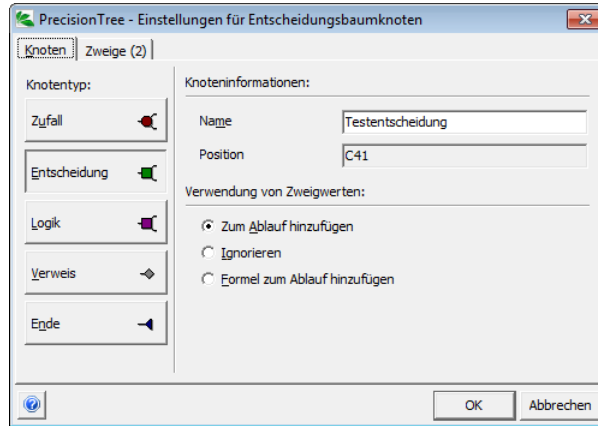 PrecisionTree - Einstellungen für Entscheidungsbaumknoten
Knoten
Zweige (2)
Knotentyp:
Zufall
Entscheidung
Logik
Verweis
Ende
Knoteninformationen:
Name
Testentscheidung
Position
C41
Verwendung von Zweigwerten:
Zum Ablauf hinzufügen
Ignorieren
Formel zum Ablauf hinzufügen
?
OK
Abbrechen